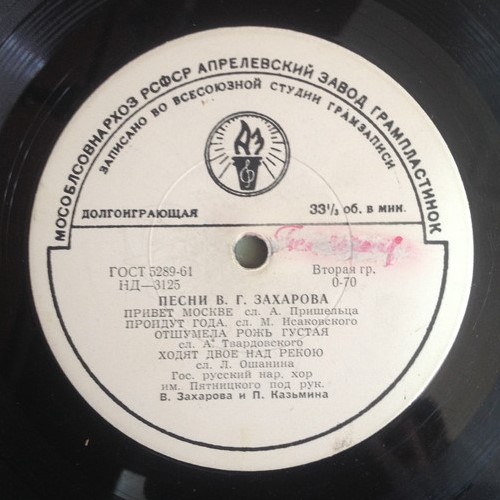 МОСОБЛСОВНАРХОЗ РСФСР АПРЕЛЕВСКИЙ ЗАВОД ГРАМПЛАСТИНОК
ЗАПИСАНО ВО ВСЕСОЮЗНОЙ СТУДИИ ГРАМЗАПИСИ
АЗ
ДОЛГОИГРАЮЩАЯ 33⅓ об. в мин.
ГОСТ 5289-61 Вторая гр.
НД—3125 0-70
ПЕСНИ В. Г. ЗАХАРОВА
ПРИВЕТ МОСКВЕ сл. А. Пришельца
ПРОЙДУТ ГОДА, сл. М. Исаковского
ОТШУМЕЛА РОЖЬ ГУСТАЯ
сл. А. Твардовского
ХОДЯТ ДВОЕ НАД РЕКОЮ
сл. Л. Ошанина
Гос. русский нар. хор
им. Пятницкого под рук.
В. Захарова и П. Казьмина